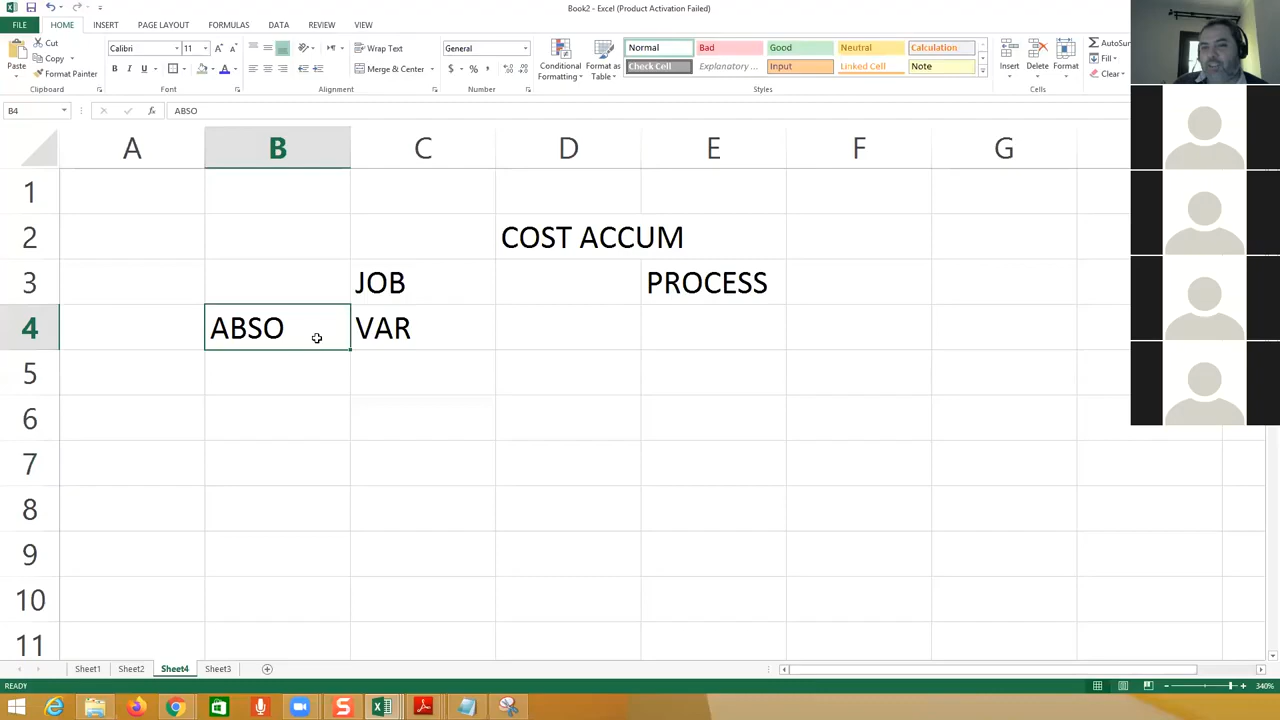 Book2 - Excel (Product Activation Failed)
FILE HOME INSERT PAGE LAYOUT FORMULAS DATA REVIEW VIEW
Paste Cut Copy Format Painter Clipboard
Calibri 11 B I U Font
Wrap Text Merge & Center Alignment
General $ % , Number
Conditional Formatting Format as Table
Normal Bad Good Neutral Calculation
Check Cell Explanatory ... Input Linked Cell Note
Styles
Insert Delete Format Cells
AutoSum
Fill
Clear
B4 fx ABSO
A B C D E F G
1
2 COST ACCUM
3 JOB PROCESS
4 ABSO VAR
5
6
7
8
9
10
11
Sheet1 Sheet2 Sheet4 Sheet3
READY 340%